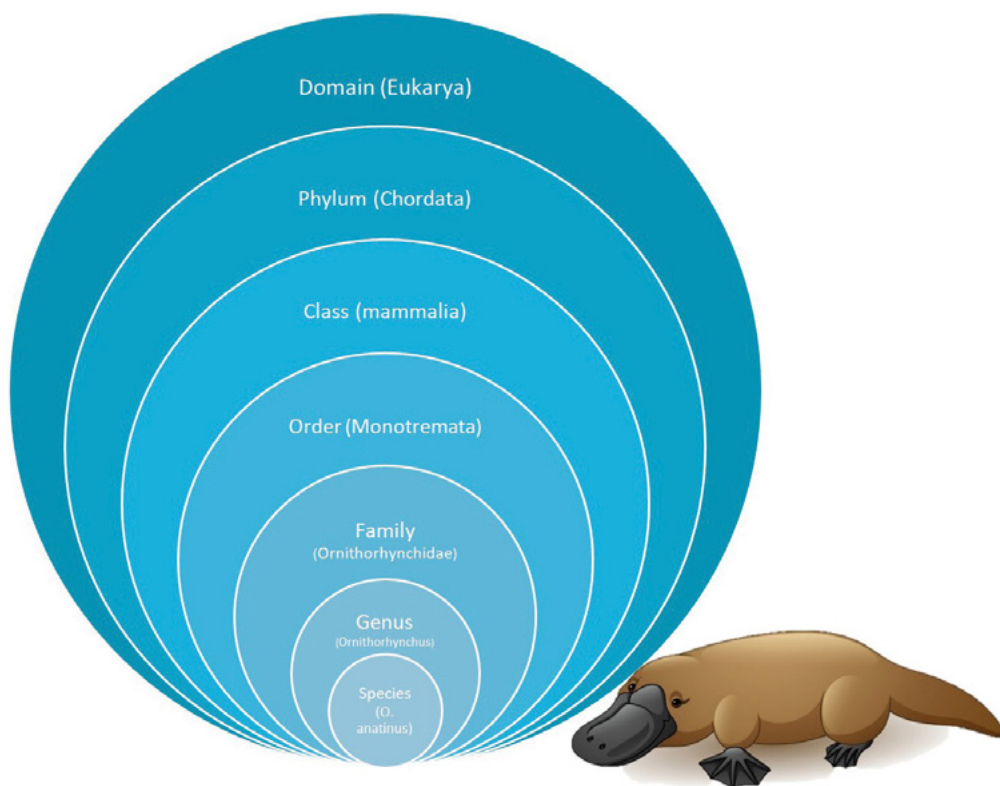 Domain (Eukarya)
Phylum (Chordata)
Class (mammalia)
Order (Monotremata)
Family
(Ornithorhynchidae)
Genus
(Ornithorhynchus)
Species
(O.
anatinus)